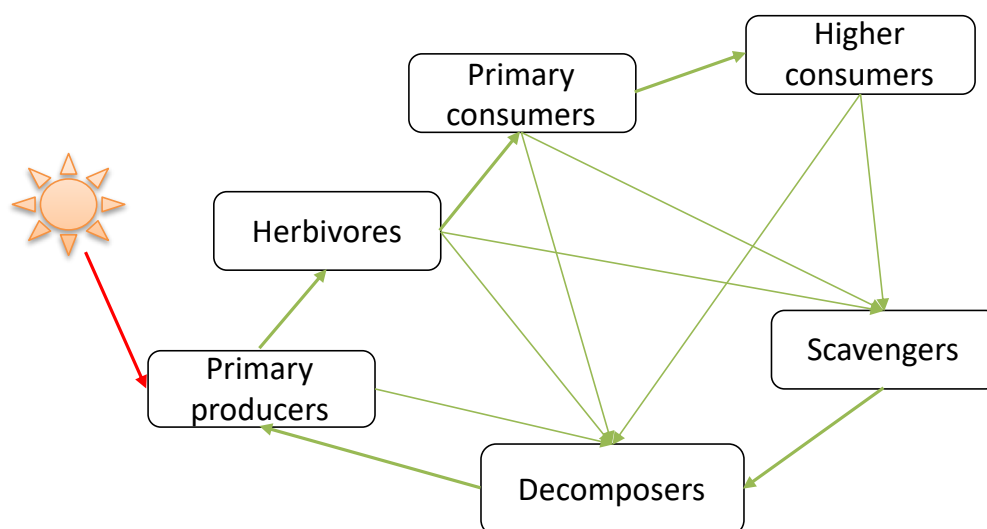 Higher
consumers
Primary
consumers
Herbivores
Scavengers
Primary
producers
Decomposers